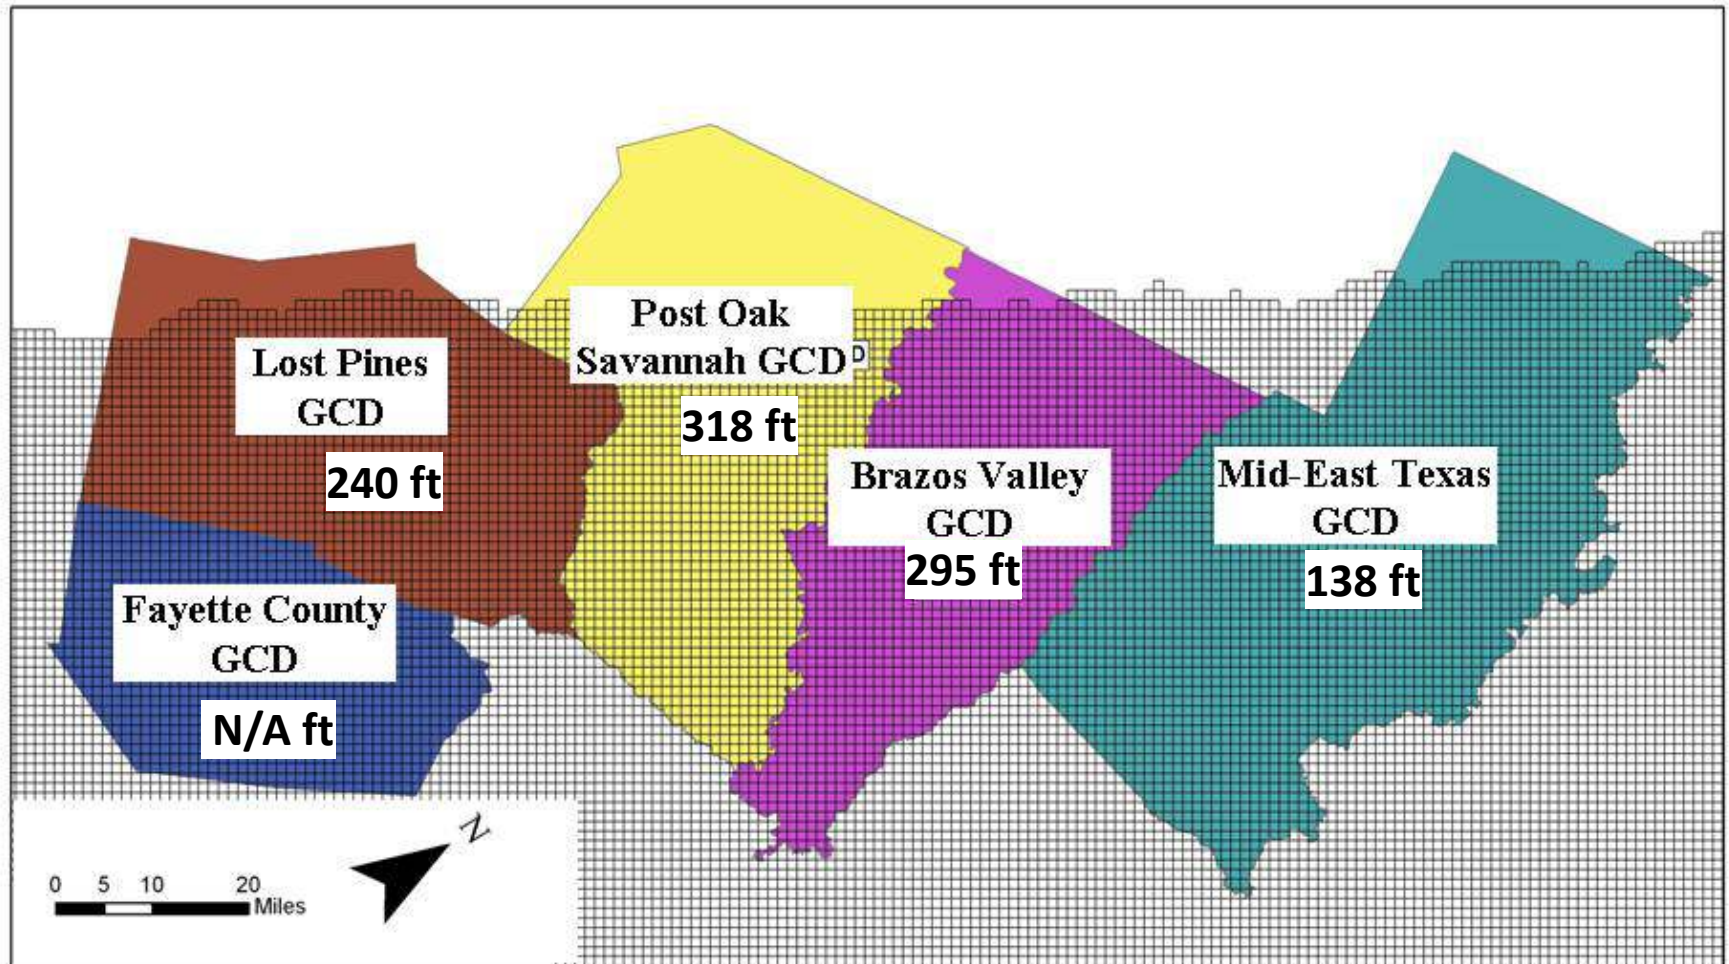 Post Oak
Savannah GCD
D
318 ft
Lost Pines
GCD
240 ft
Brazos Valley
GCD
295 ft
Mid-East Texas
GCD
138 ft
Fayette County
GCD
N/A ft
N
0 5 10 20
Miles